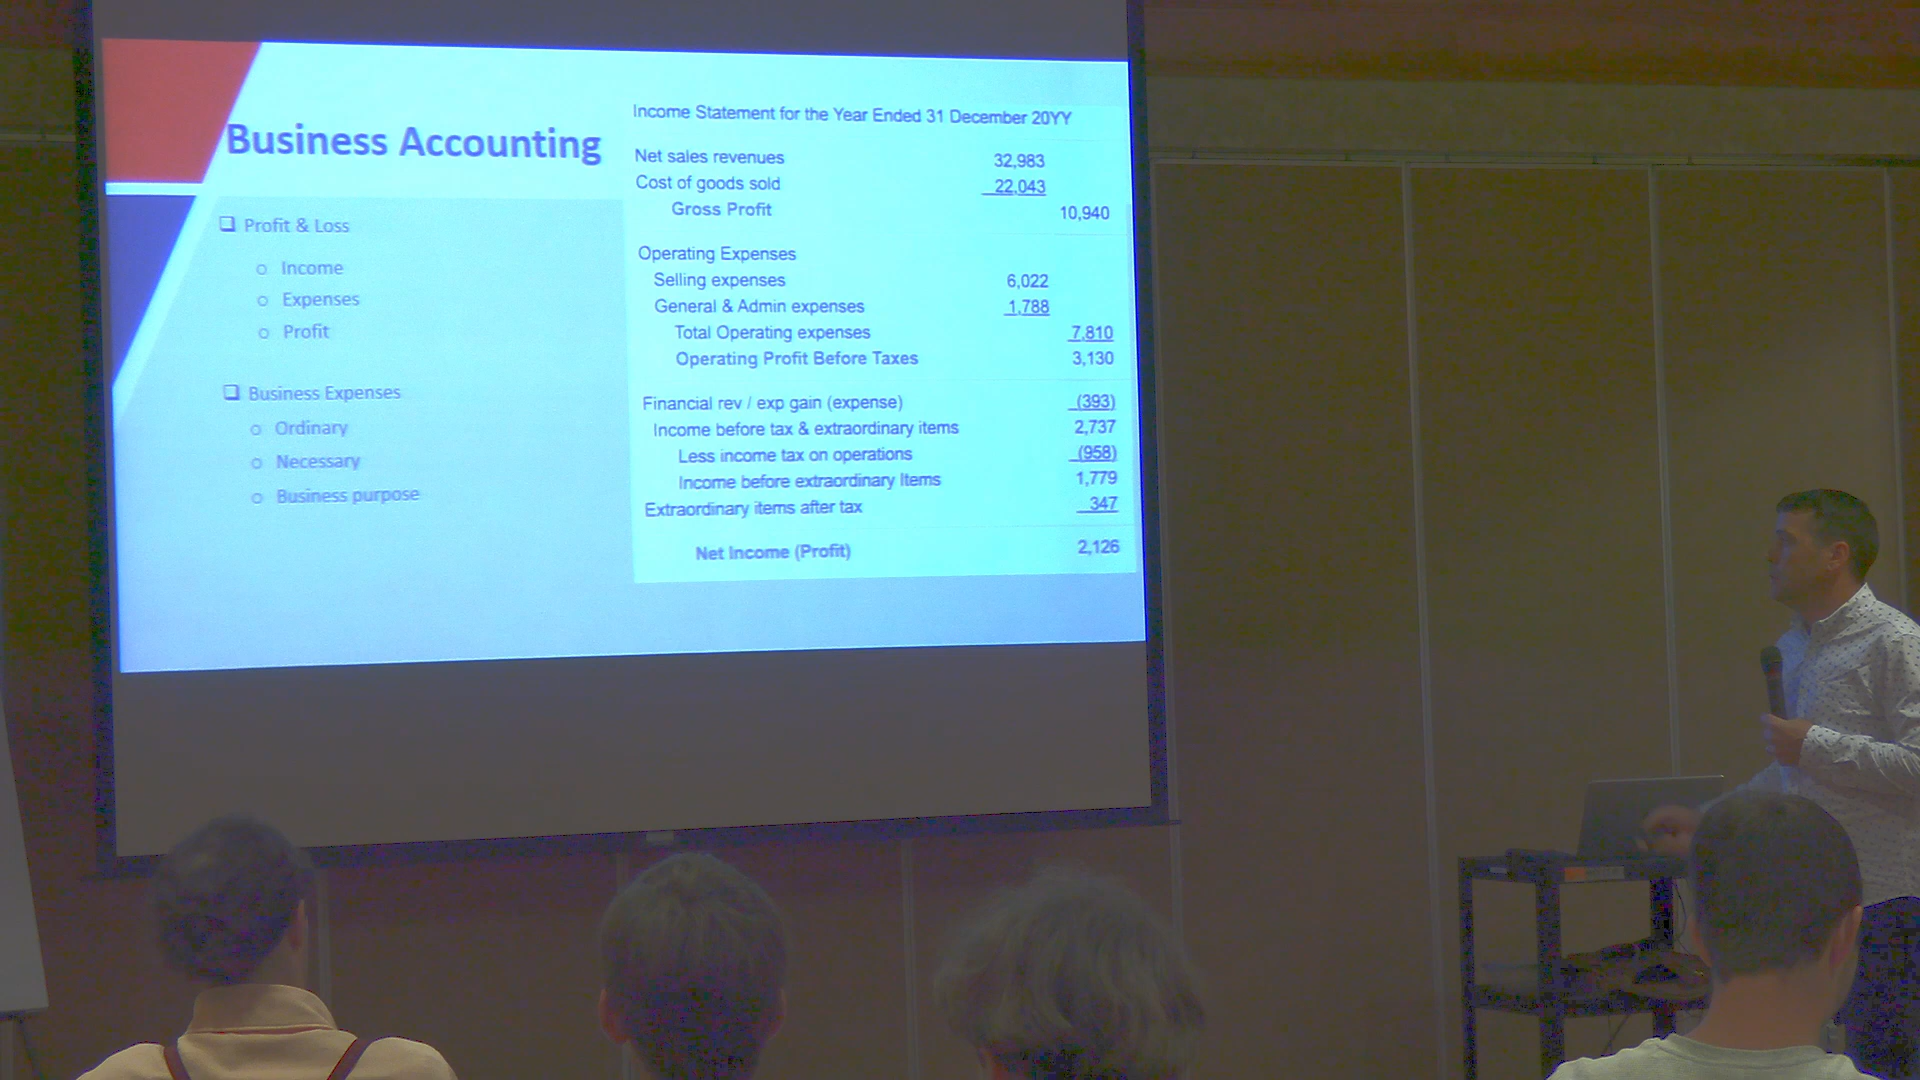 Business Accounting
❑ Profit & Loss
o Income
o Expenses
o Profit
❑ Business Expenses
o Ordinary
o Necessary
o Business purpose
Income Statement for the Year Ended 31 December 20YY
Net sales revenues 32,983
Cost of goods sold 22,043
Gross Profit 10,940
Operating Expenses
Selling expenses 6,022
General & Admin expenses 1,788
Total Operating expenses 7,810
Operating Profit Before Taxes 3,130
Financial rev / exp gain (expense) (393)
Income before tax & extraordinary items 2,737
Less income tax on operations (958)
Income before extraordinary Items 1,779
Extraordinary items after tax 347
Net Income (Profit) 2,126